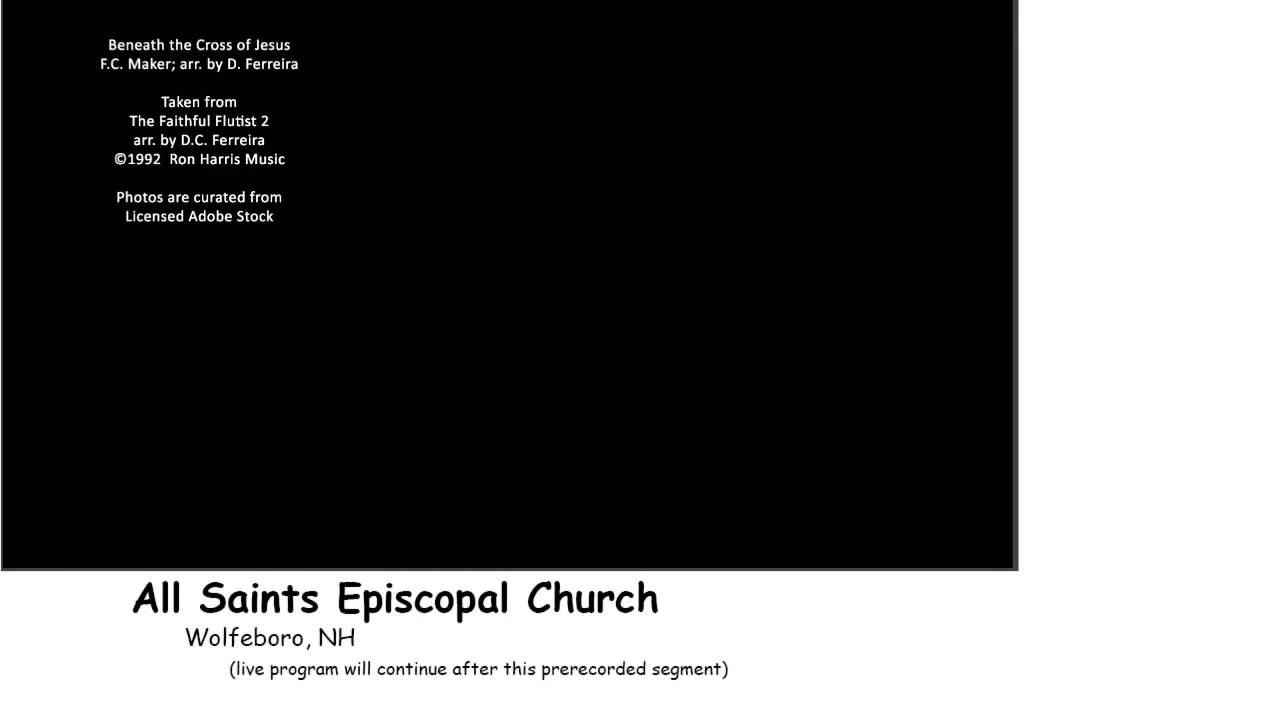 Beneath the Cross of Jesus
F.C. Maker; arr. by D. Ferreira
Taken from
The Faithful Flutist 2
arr. by D.C. Ferreira
©1992 Ron Harris Music
Photos are curated from
Licensed Adobe Stock
All Saints Episcopal Church
Wolfeboro, NH
(live program will continue after this prerecorded segment)